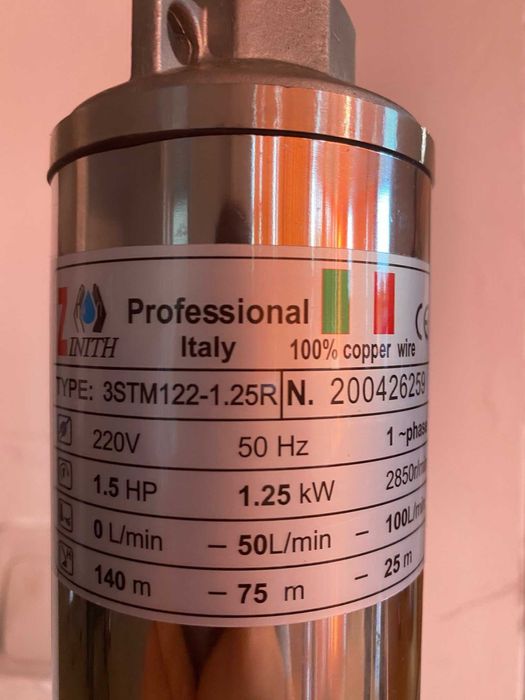 ZINITH
Professional
Italy
100% copper wire
CE
TYPE: 3STM122-1.25R N. 200426259
220V 50 Hz 1 ~phase
1.5 HP 1.25 kW 2850r/min
0 L/min – 50L/min – 100L/min
140 m – 75 m – 25 m